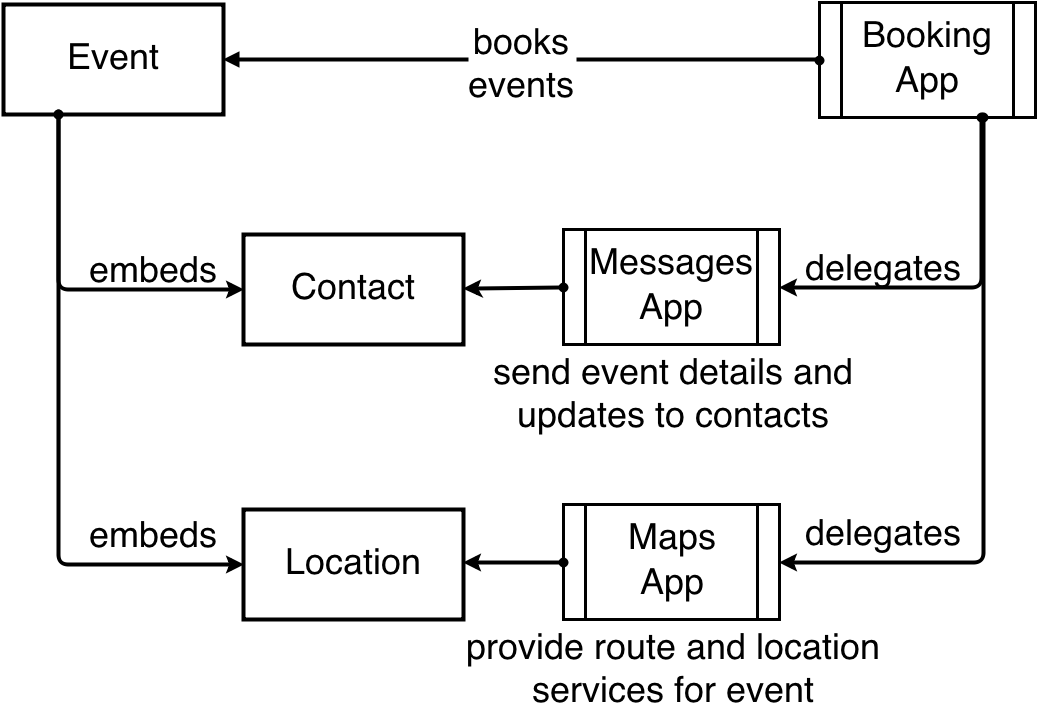 Event
books
events
Booking
App
embeds
Contact
Messages
App
delegates
send event details and
updates to contacts
embeds
Location
Maps
App
delegates
provide route and location
services for event